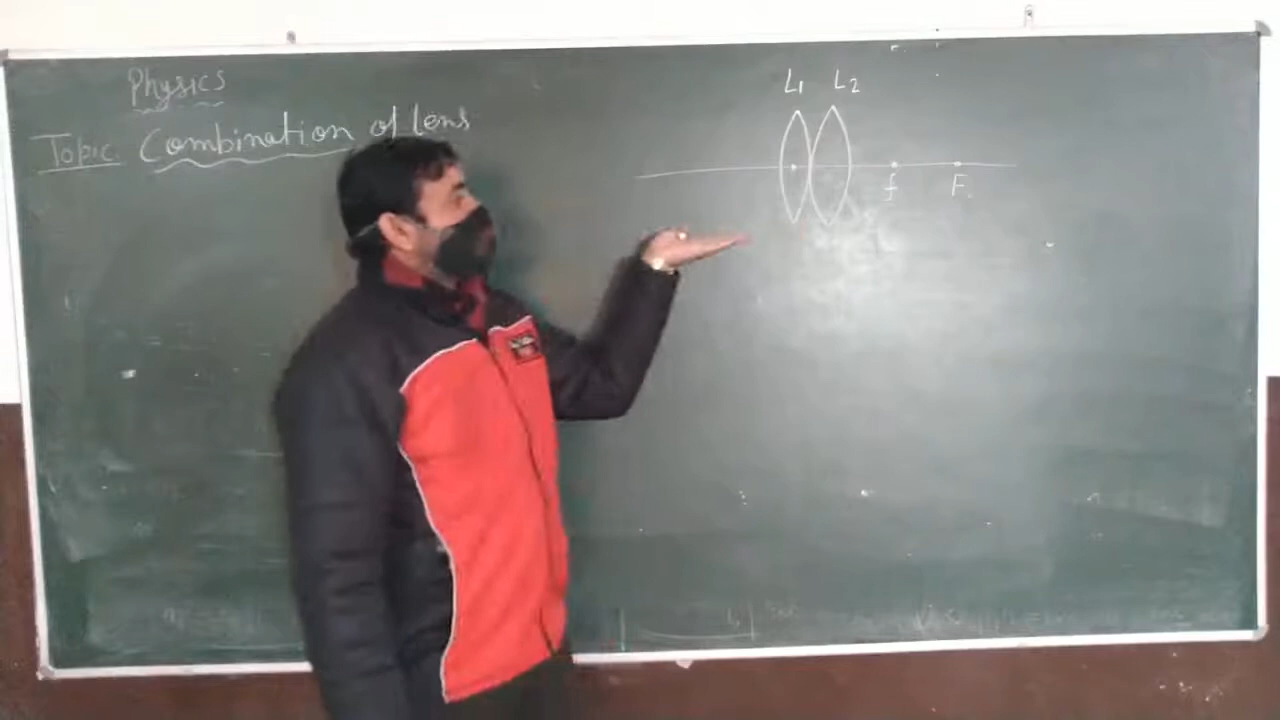 Physics
Topic. Combination of lens
L1 L2
f F.